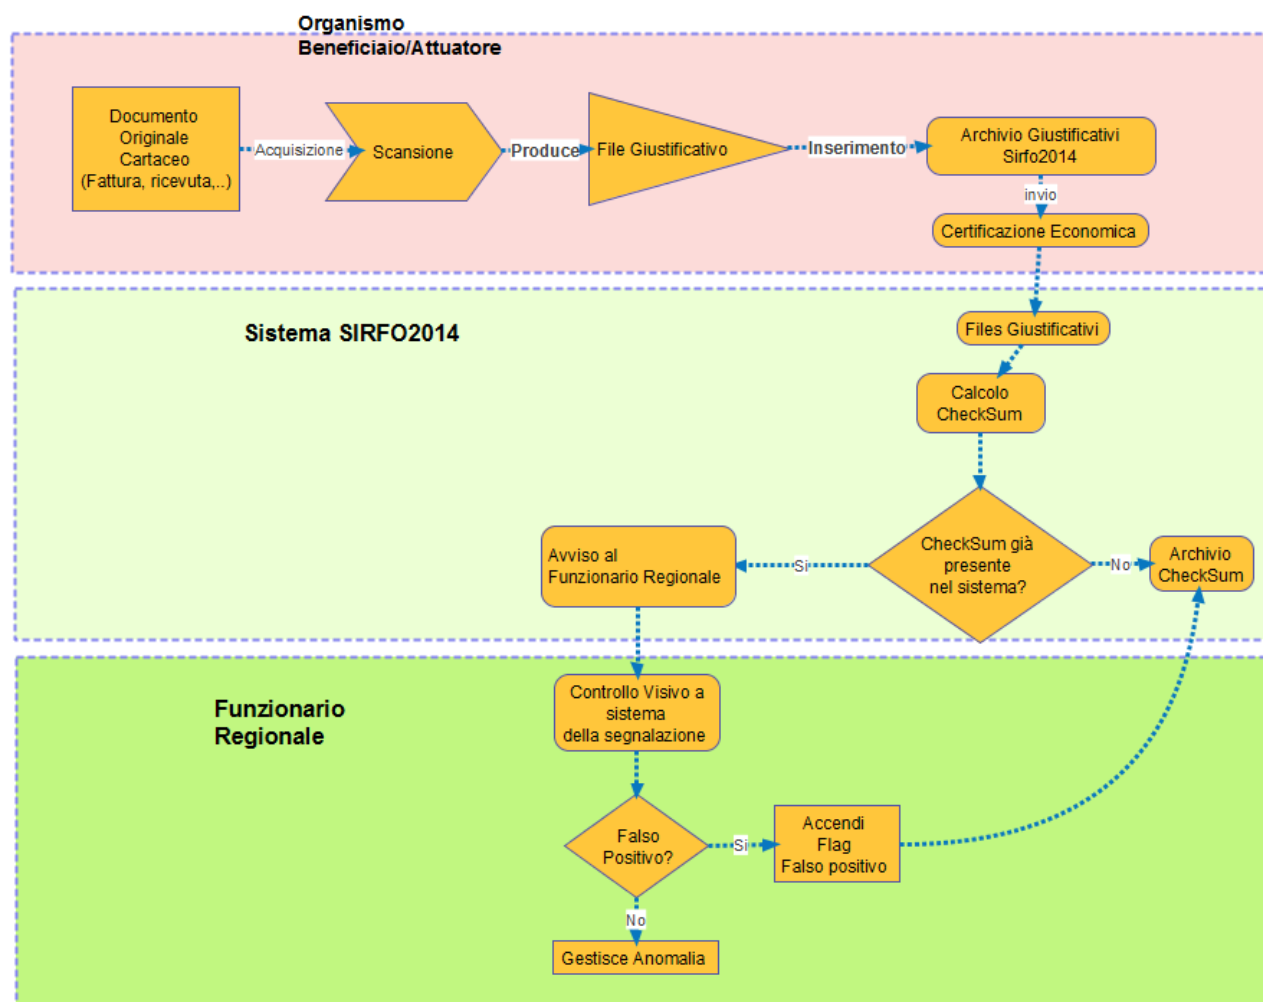 Organismo
Beneficiaio/Attuatore
Documento
Originale
Cartaceo
(Fattura, ricevuta,..)
Acquisizione
Scansione
Produce
File Giustificativo
Inserimento
Archivio Giustificativi
Sirfo2014
invio
Certificazione Economica
Sistema SIRFO2014
Files Giustificativi
Calcolo
CheckSum
CheckSum già
presente
nel sistema?
Si
No
Avviso al
Funzionario Regionale
Archivio
CheckSum
Funzionario
Regionale
Controllo Visivo a
sistema
della segnalazione
Falso
Positivo?
Si
Accendi
Flag
Falso positivo
No
Gestisce Anomalia